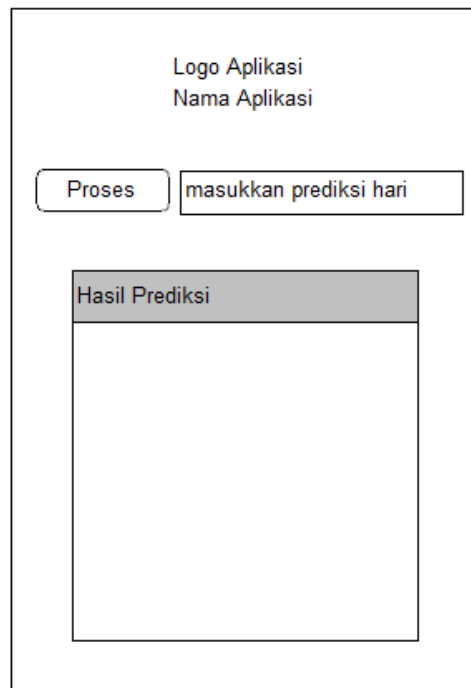 Logo Aplikasi
Nama Aplikasi
Proses
masukkan prediksi hari
Hasil Prediksi